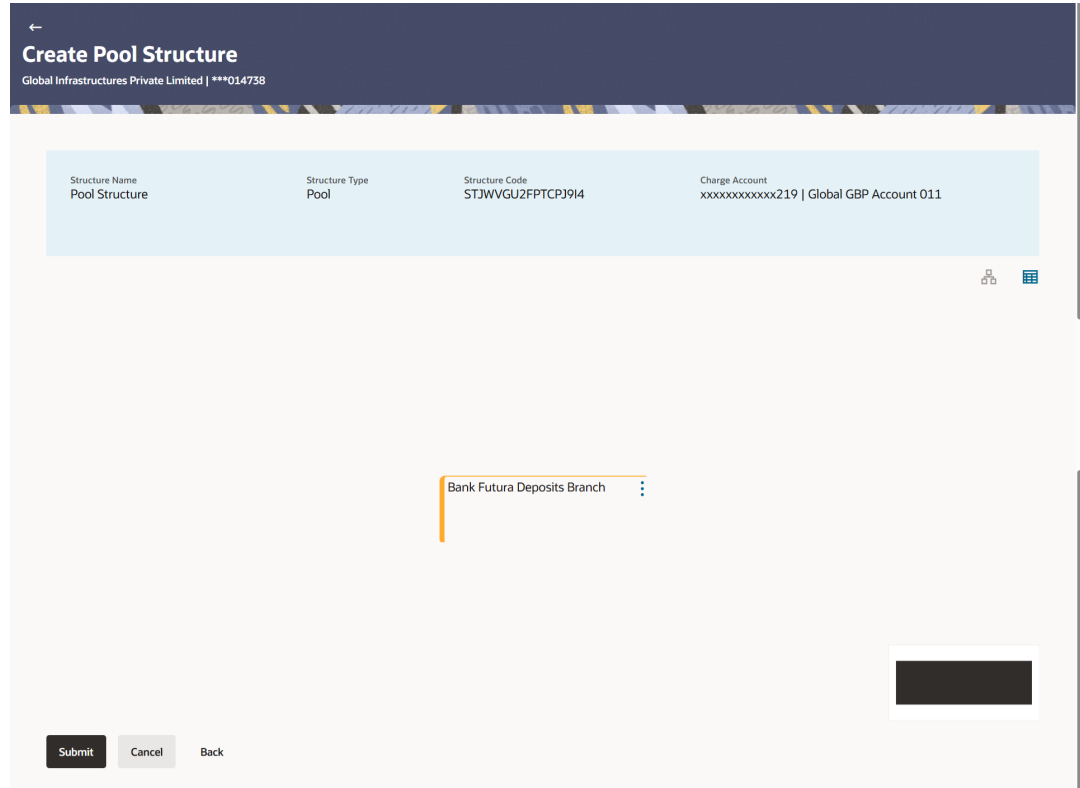 Create Pool Structure
Global Infrastructures Private Limited | ***014738
Structure Name
Pool Structure
Structure Type
Pool
Structure Code
STJWVGU2FPTCPJ9I4
Charge Account
xxxxxxxxxxxx219 | Global GBP Account 011
Bank Futura Deposits Branch
Submit
Cancel
Back